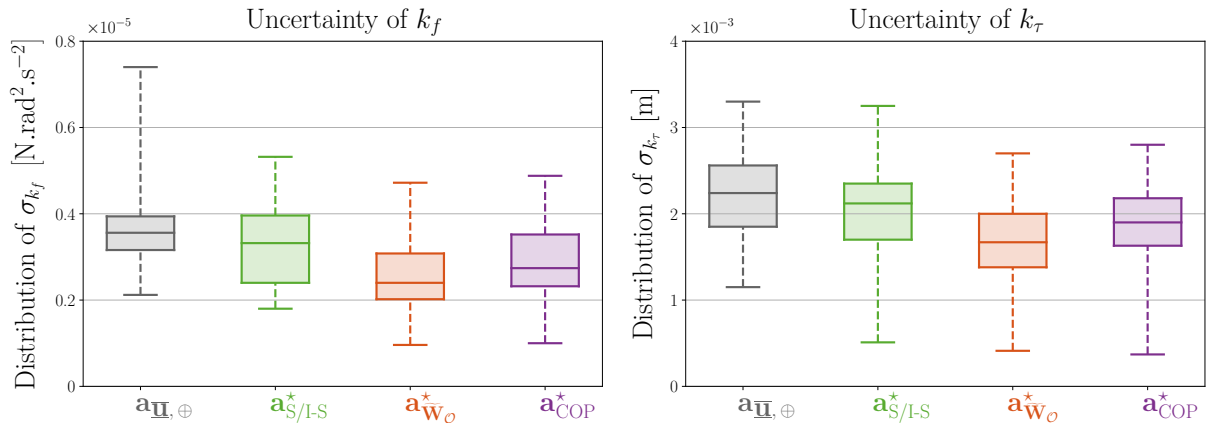 Uncertainty of k_f
×10⁻⁵
Distribution of σ_{k_f} [N.rad².s⁻²]
0.8
0.6
0.4
0.2
0
a_{u̲̅, ⊕} a*_{S/I-S} a*_{W̅_O} a*_{COP}
Uncertainty of k_τ
×10⁻³
Distribution of σ_{k_τ} [m]
4
3
2
1
0
a_{u̲̅, ⊕} a*_{S/I-S} a*_{W̅_O} a*_{COP}